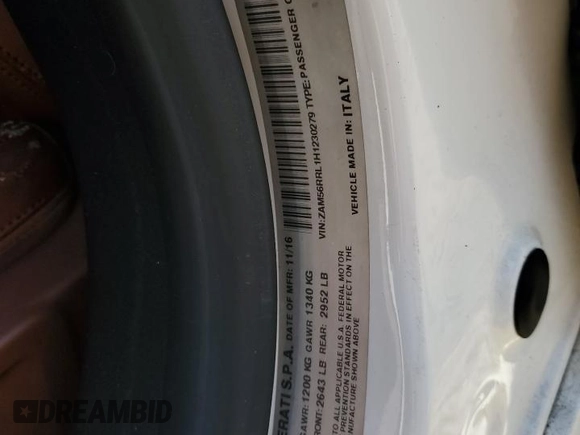 ERATI S.P.A. DATE OF MFR: 11/16
GAWR: 1200 KG GAWR 1340 KG
FRONT: 2643 LB REAR: 2952 LB
TO ALL APPLICABLE U.S.A. FEDERAL MOTOR
PREVENTION STANDARDS IN EFFECT ON THE
NUFACTURE SHOWN ABOVE
VIN:ZAM56RRL1H1230279 TYPE:PASSENGER C
VEHICLE MADE IN: ITALY
DREAMBID